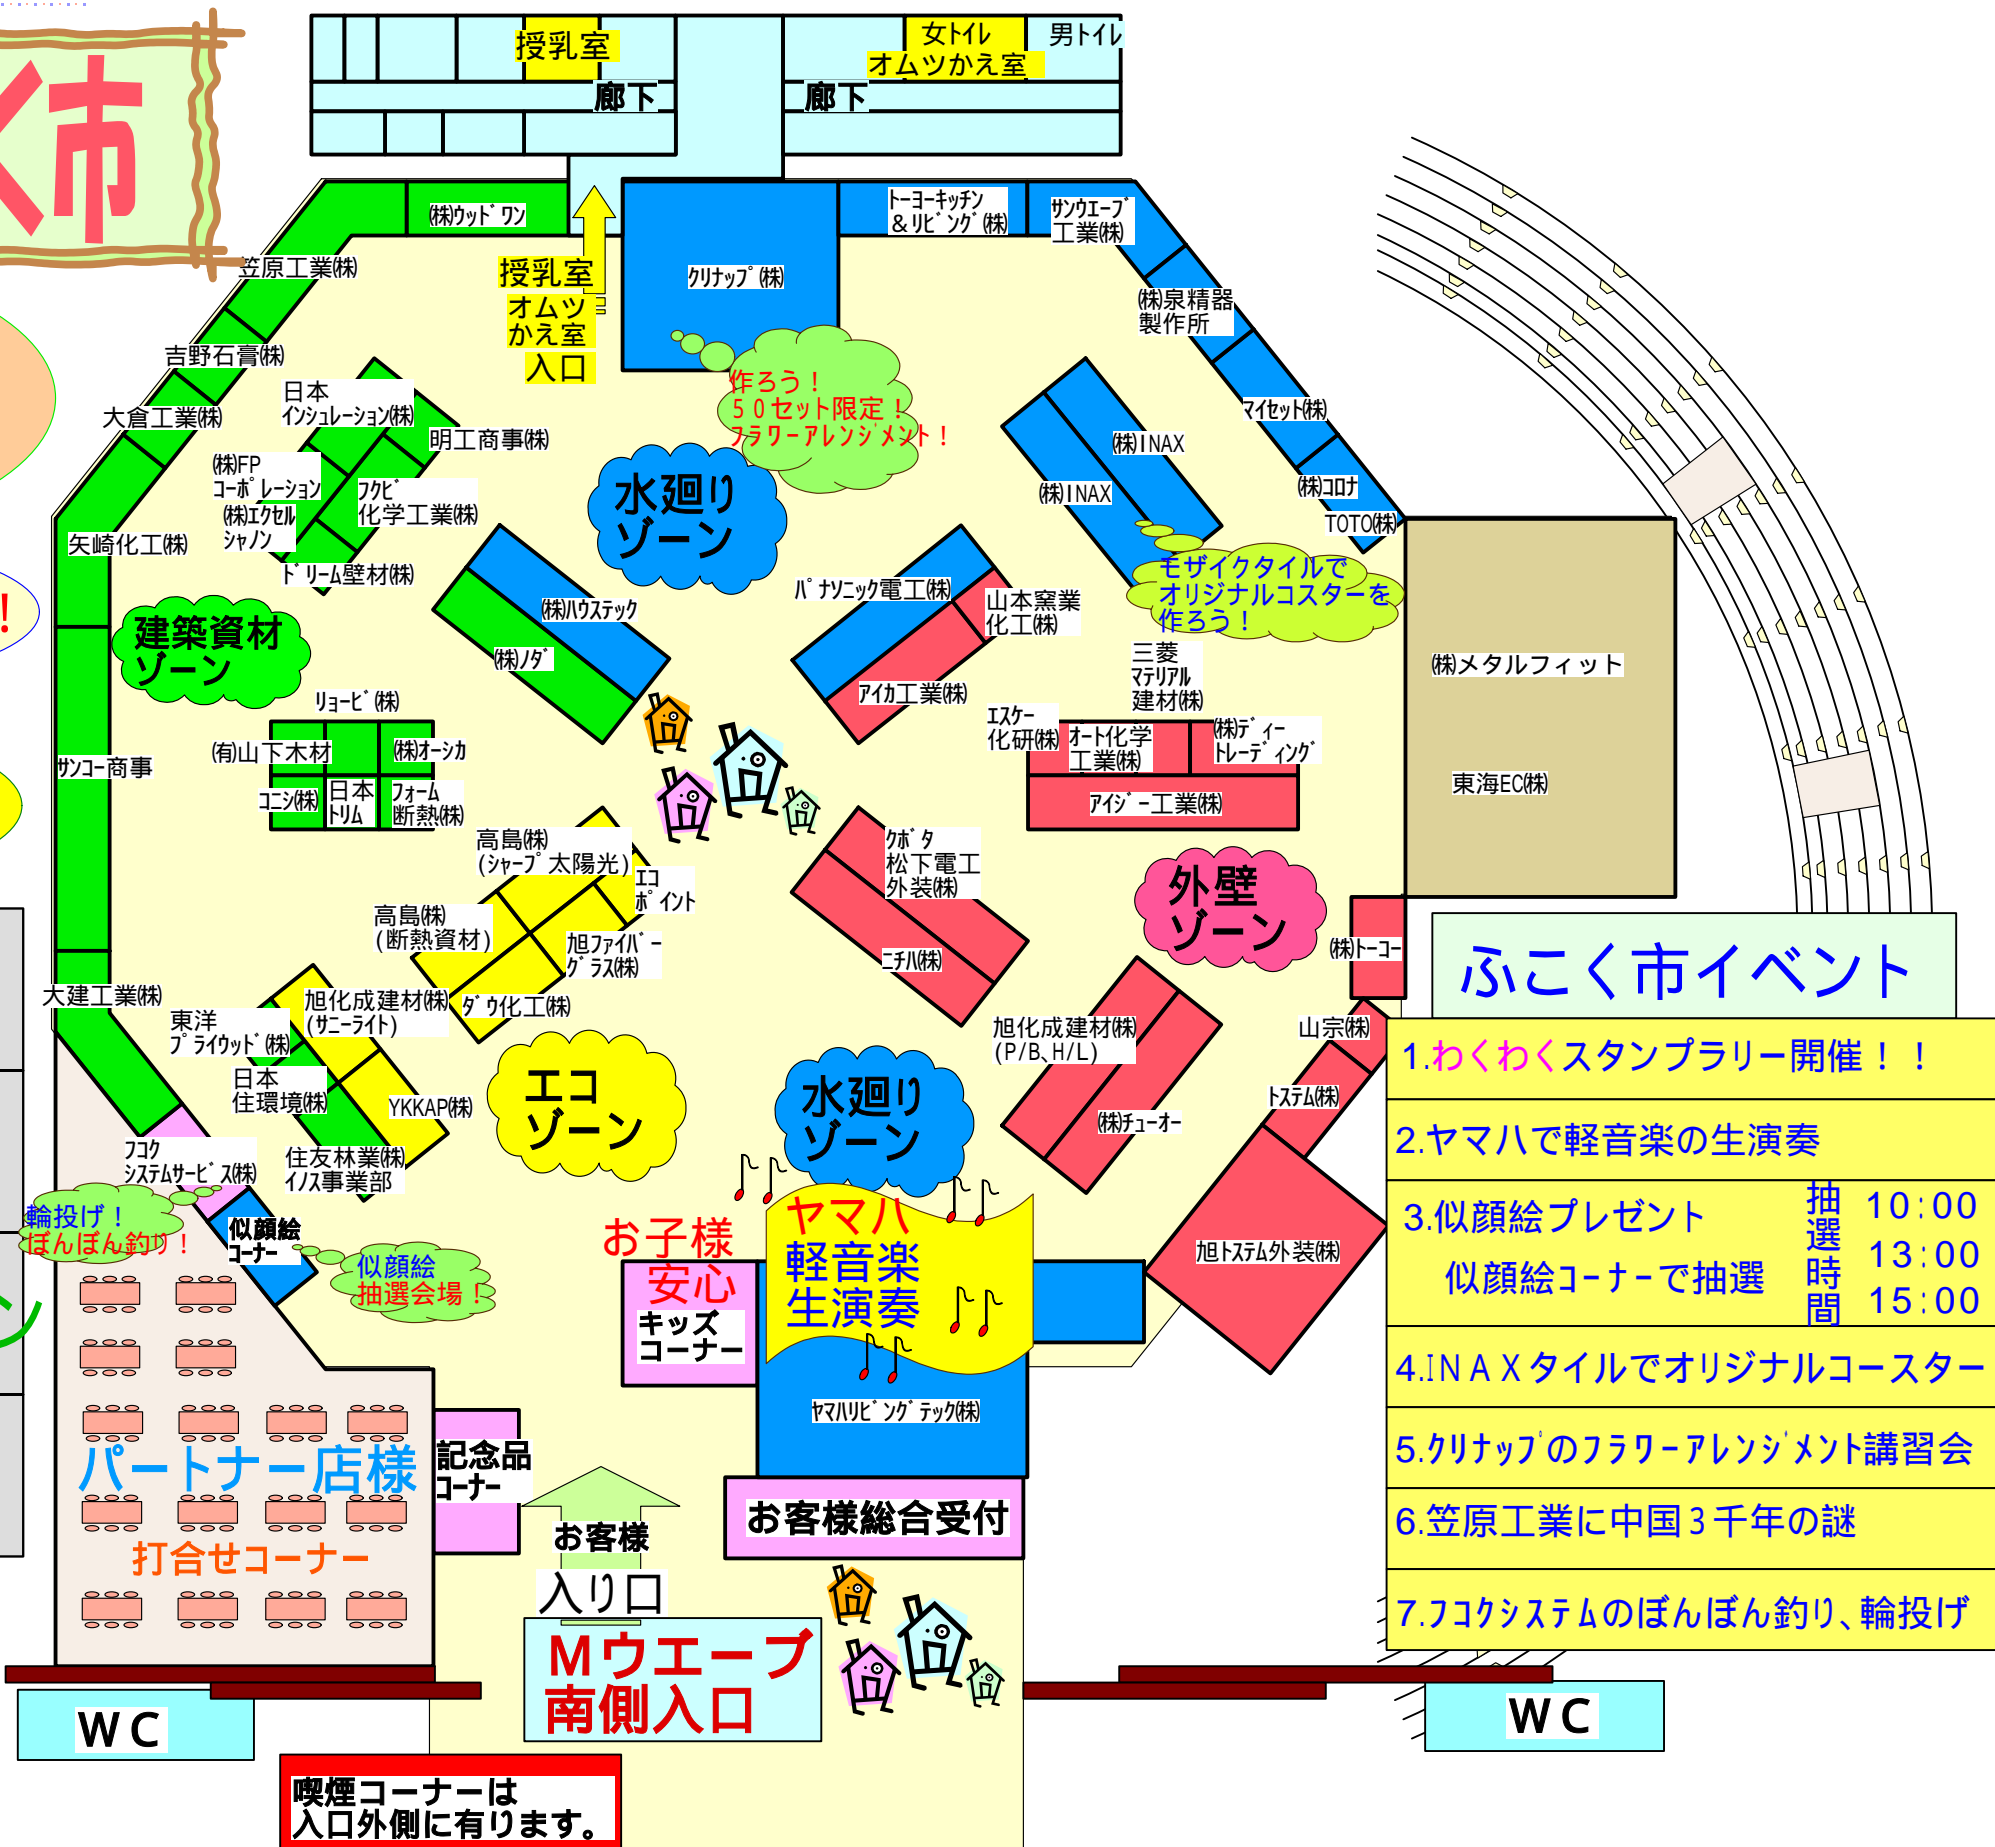 く市
授乳室
女トイレ
オムツかえ室
男トイレ
廊下
廊下
㈱ウッドワン
トーヨーキッチン
&リビング㈱
サンウエーブ
工業㈱
笠原工業㈱
授乳室
オムツ
かえ室
入口
クリナップ㈱
㈱泉精器
製作所
吉野石膏㈱
作ろう!
50セット限定!
フラワーアレンジメント!
大倉工業㈱
日本
インシュレーション㈱
明工商事㈱
マイセット㈱
㈱INAX
㈱INAX
㈱FP
コーポレーション
㈱エクセル
シャノン
フクビ
化学工業㈱
水廻り
ゾーン
㈱コロナ
TOTO㈱
矢崎化工㈱
ドリーム壁材㈱
モザイクタイルで
オリジナルコスターを
作ろう!
!
建築資材
ゾーン
㈱ハウステック
㈱ノダ
パナソニック電工㈱
山本窯業
化工㈱
アイカ工業㈱
三菱
マテリアル
建材㈱
㈱メタルフィット
リョービ㈱
㈲山下木材
㈱オーシカ
エスケー
化研㈱
オート化学
工業㈱
㈱ディー
トレーディング
サンコー商事
コニシ㈱
日本
トリム
フォーム
断熱㈱
アイジー工業㈱
東海EC㈱
高島㈱
(シャープ太陽光)
エコ
ポイント
クボタ
松下電工
外装㈱
外壁
ゾーン
高島㈱
(断熱資材)
旭ファイバー
グラス㈱
ニチハ㈱
㈱トーコー
大建工業㈱
旭化成建材㈱
(サニーライト)
ダウ化工㈱
東洋
プライウッド㈱
旭化成建材㈱
(P/B、H/L)
山宗㈱
日本
住環境㈱
YKKAP㈱
エコ
ゾーン
水廻り
ゾーン
㈱チューオー
トステム㈱
フコク
システムサービス㈱
住友林業㈱
イノス事業部
輪投げ!
ぼんぼん釣り!
似顔絵
コーナー
似顔絵
抽選会場!
お子様
安心
キッズ
コーナー
ヤマハ
軽音楽
生演奏
旭トステム外装㈱
ヤマハリビングテック㈱
パートナー店様
打合せコーナー
記念品
コーナー
お客様
入り口
お客様総合受付
Mウエーブ
南側入口
WC
WC
喫煙コーナーは
入口外側に有ります。
ふこく市イベント
1.わくわくスタンプラリー開催!!
2.ヤマハで軽音楽の生演奏
3.似顔絵プレゼント
似顔絵コーナーで抽選
抽選時間
10:00
13:00
15:00
4.INAXタイルでオリジナルコースター
5.クリナップのフラワーアレンジメント講習会
6.笠原工業に中国3千年の謎
7.フコクシステムのぼんぼん釣り、輪投げ